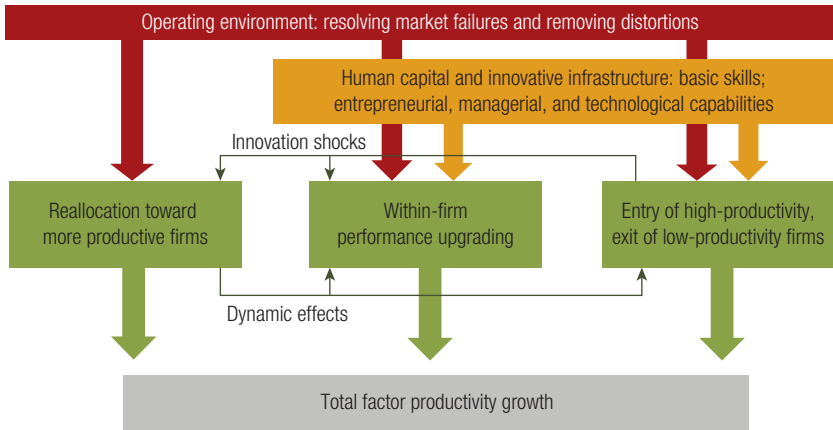 Operating environment: resolving market failures and removing distortions
Human capital and innovative infrastructure: basic skills;
entrepreneurial, managerial, and technological capabilities
Innovation shocks
Reallocation toward
more productive firms
Within-firm
performance upgrading
Entry of high-productivity,
exit of low-productivity firms
Dynamic effects
Total factor productivity growth